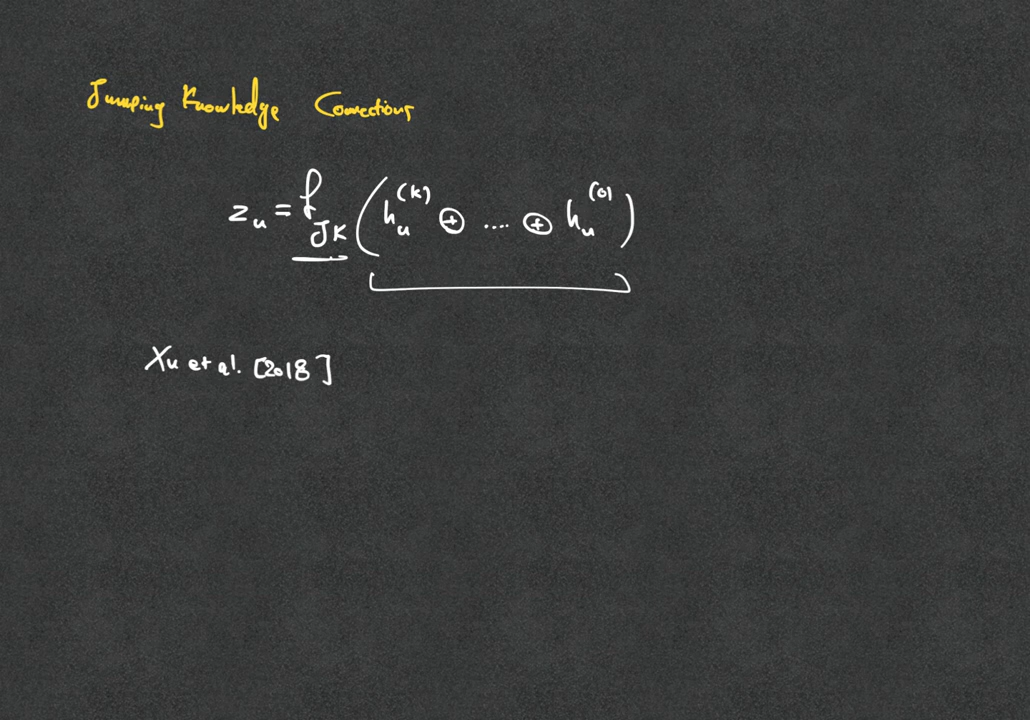 Jumping Knowledge Connections
z_u = f_JK (h_u^(K) ⊕ .... ⊕ h_u^(0))
Xu et al. [2018]